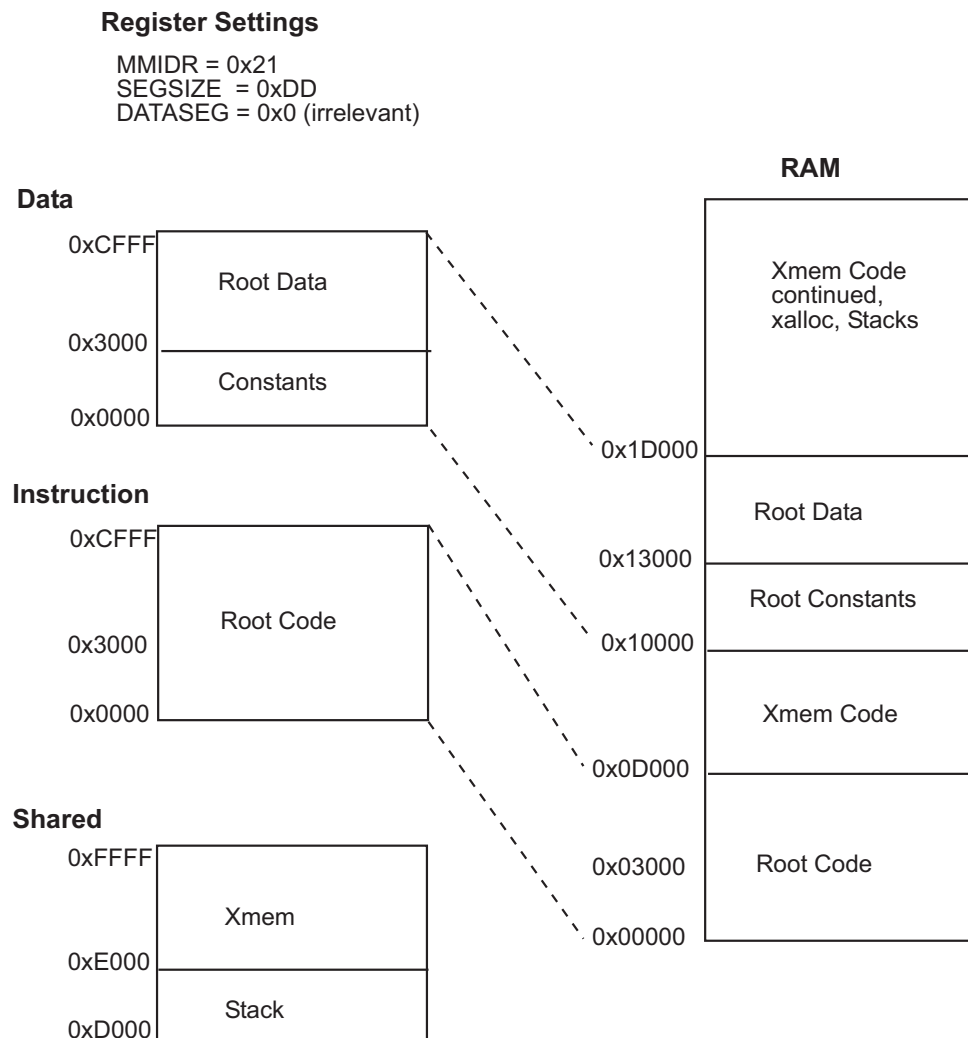 Register Settings
MMIDR = 0x21
SEGSIZE = 0xDD
DATASEG = 0x0 (irrelevant)
Data
0xCFFF
Root Data
0x3000
Constants
0x0000
Instruction
0xCFFF
Root Code
0x3000
0x0000
Shared
0xFFFF
Xmem
0xE000
Stack
0xD000
RAM
Xmem Code
continued,
xalloc, Stacks
0x1D000
Root Data
0x13000
Root Constants
0x10000
Xmem Code
0x0D000
0x03000
Root Code
0x00000